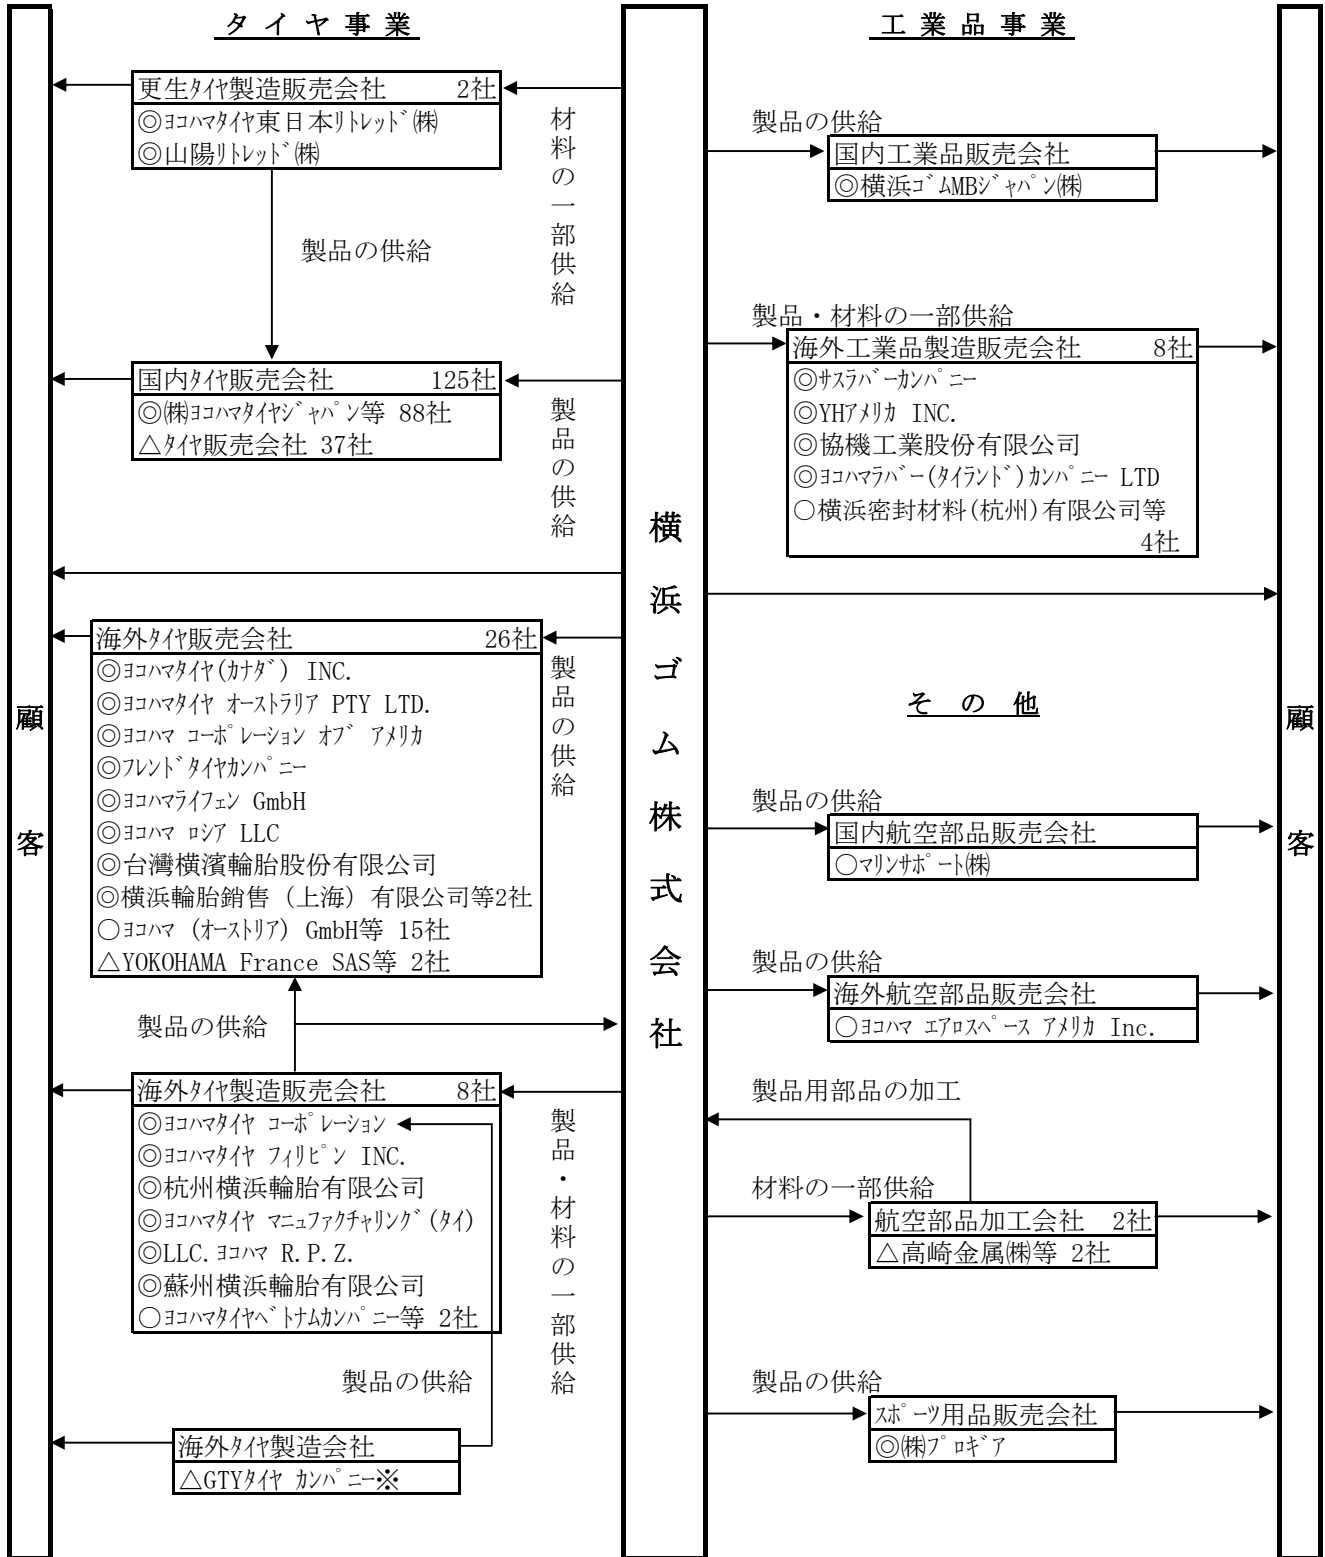 タイヤ事業
更生ﾀｲﾔ製造販売会社 2社
◎ﾖｺﾊﾏﾀｲﾔ東日本ﾘﾄﾚｯﾄﾞ㈱
◎山陽ﾘﾄﾚｯﾄﾞ㈱
材料の一部供給
製品の供給
国内ﾀｲﾔ販売会社 125社
◎㈱ﾖｺﾊﾏﾀｲﾔｼﾞｬﾊﾟﾝ等 88社
△ﾀｲﾔ販売会社 37社
製品の供給
海外ﾀｲﾔ販売会社 26社
◎ﾖｺﾊﾏﾀｲﾔ(ｶﾅﾀﾞ) INC.
◎ﾖｺﾊﾏﾀｲﾔ ｵｰｽﾄﾗﾘｱ PTY LTD.
◎ﾖｺﾊﾏ ｺｰﾎﾟﾚｰｼｮﾝ ｵﾌﾞ ｱﾒﾘｶ
◎ﾌﾚﾝﾄﾞﾀｲﾔｶﾝﾊﾟﾆｰ
◎ﾖｺﾊﾏﾗｲﾌｪﾝ GmbH
◎ﾖｺﾊﾏ ﾛｼｱ LLC
◎台灣横濱輪胎股份有限公司
◎横浜輪胎銷售（上海）有限公司等2社
○ﾖｺﾊﾏ（ｵｰｽﾄﾘｱ）GmbH等 15社
△YOKOHAMA France SAS等 2社
製品の供給
製品の供給
海外ﾀｲﾔ製造販売会社 8社
◎ﾖｺﾊﾏﾀｲﾔ ｺｰﾎﾟﾚｰｼｮﾝ
◎ﾖｺﾊﾏﾀｲﾔ ﾌｨﾘﾋﾟﾝ INC.
◎杭州横浜輪胎有限公司
◎ﾖｺﾊﾏﾀｲﾔ ﾏﾆｭﾌｧｸﾁｬﾘﾝｸﾞ(ﾀｲ)
◎LLC.ﾖｺﾊﾏ R.P.Z.
◎蘇州横浜輪胎有限公司
○ﾖｺﾊﾏﾀｲﾔﾍﾞﾄﾅﾑｶﾝﾊﾟﾆｰ等 2社
製品・材料の一部供給
製品の供給
海外ﾀｲﾔ製造会社
△GTYﾀｲﾔ ｶﾝﾊﾟﾆｰ※
顧客
横浜ゴム株式会社
工業品事業
製品の供給
国内工業品販売会社
◎横浜ｺﾞﾑMBｼﾞｬﾊﾟﾝ㈱
製品・材料の一部供給
海外工業品製造販売会社 8社
◎ｻｽﾗﾊﾞｰｶﾝﾊﾟﾆｰ
◎YHｱﾒﾘｶ INC.
◎協機工業股份有限公司
◎ﾖｺﾊﾏﾗﾊﾞｰ(ﾀｲﾗﾝﾄﾞ)ｶﾝﾊﾟﾆｰ LTD
○横浜密封材料(杭州)有限公司等
4社
その他
製品の供給
国内航空部品販売会社
○ﾏﾘﾝｻﾎﾟｰﾄ㈱
製品の供給
海外航空部品販売会社
○ﾖｺﾊﾏ ｴｱﾛｽﾍﾟｰｽ ｱﾒﾘｶ Inc.
製品用部品の加工
材料の一部供給
航空部品加工会社 2社
△高崎金属㈱等 2社
製品の供給
ｽﾎﾟｰﾂ用品販売会社
◎㈱ﾌﾟﾛｷﾞｱ
顧客